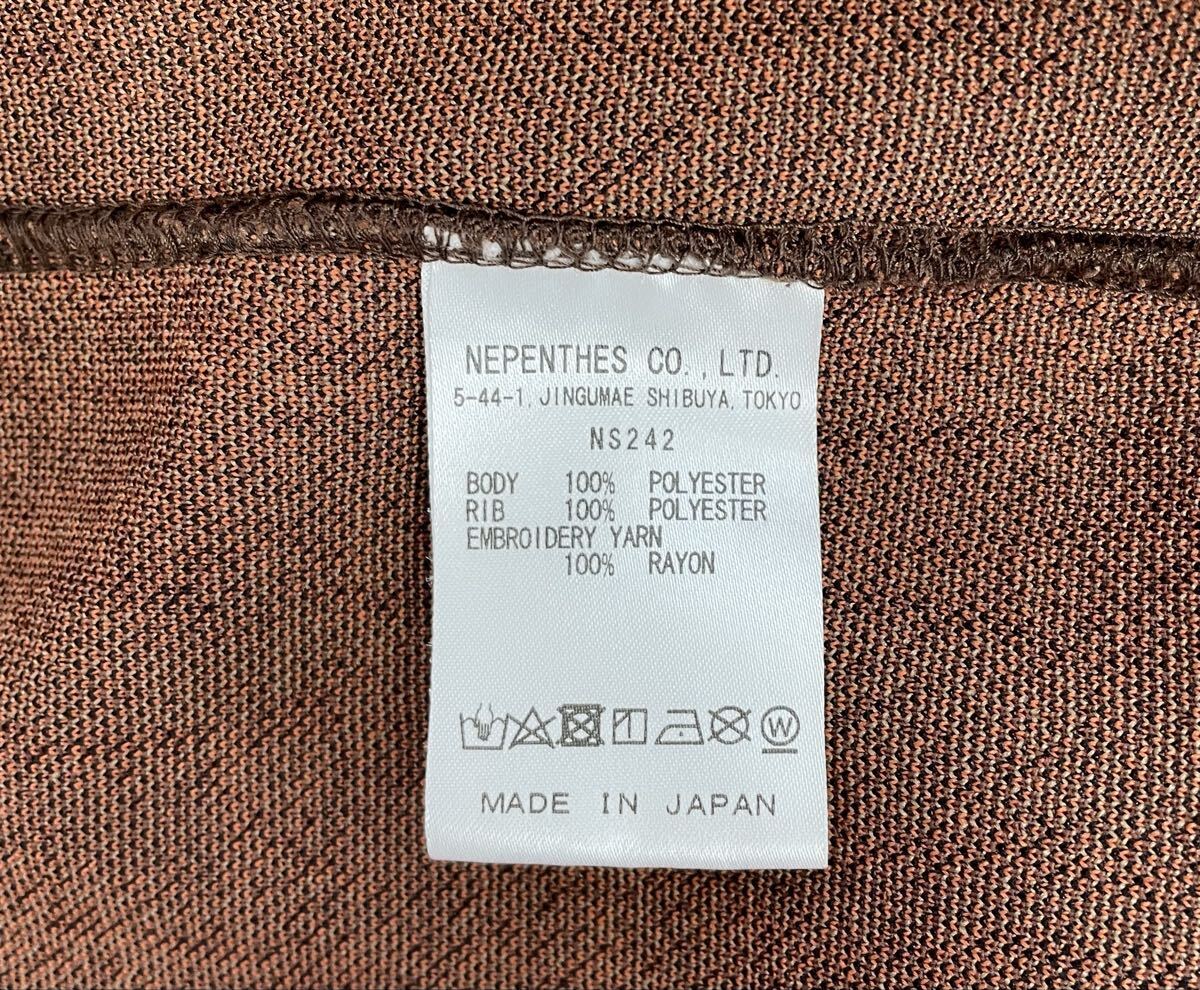 NEPENTHES CO.,LTD.
5-44-1, JINGUMAE SHIBUYA, TOKYO
NS242
BODY 100% POLYESTER
RIB 100% POLYESTER
EMBROIDERY YARN
100% RAYON
W
MADE IN JAPAN